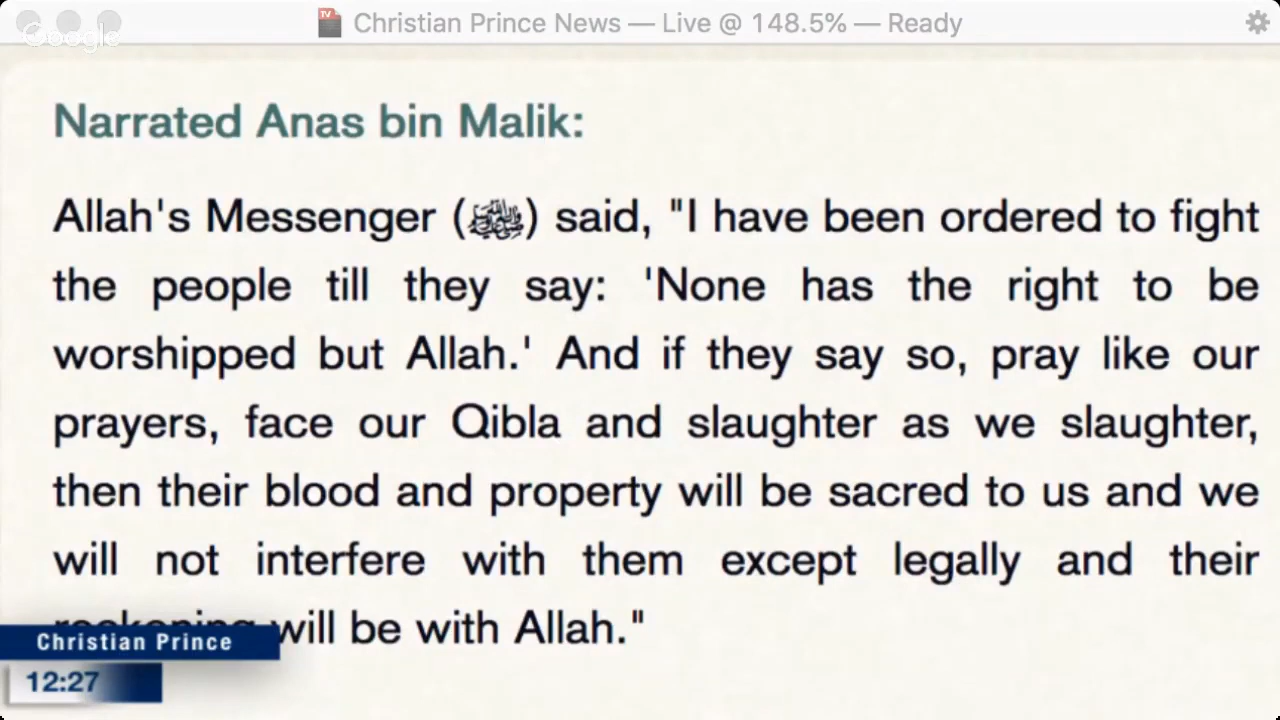 Christian Prince News — Live @ 148.5% — Ready
Google
Narrated Anas bin Malik:
Allah's Messenger (ﷺ) said, "I have been ordered to fight
the people till they say: 'None has the right to be
worshipped but Allah.' And if they say so, pray like our
prayers, face our Qibla and slaughter as we slaughter,
then their blood and property will be sacred to us and we
will not interfere with them except legally and their
reckoning will be with Allah."
Christian Prince
12:27